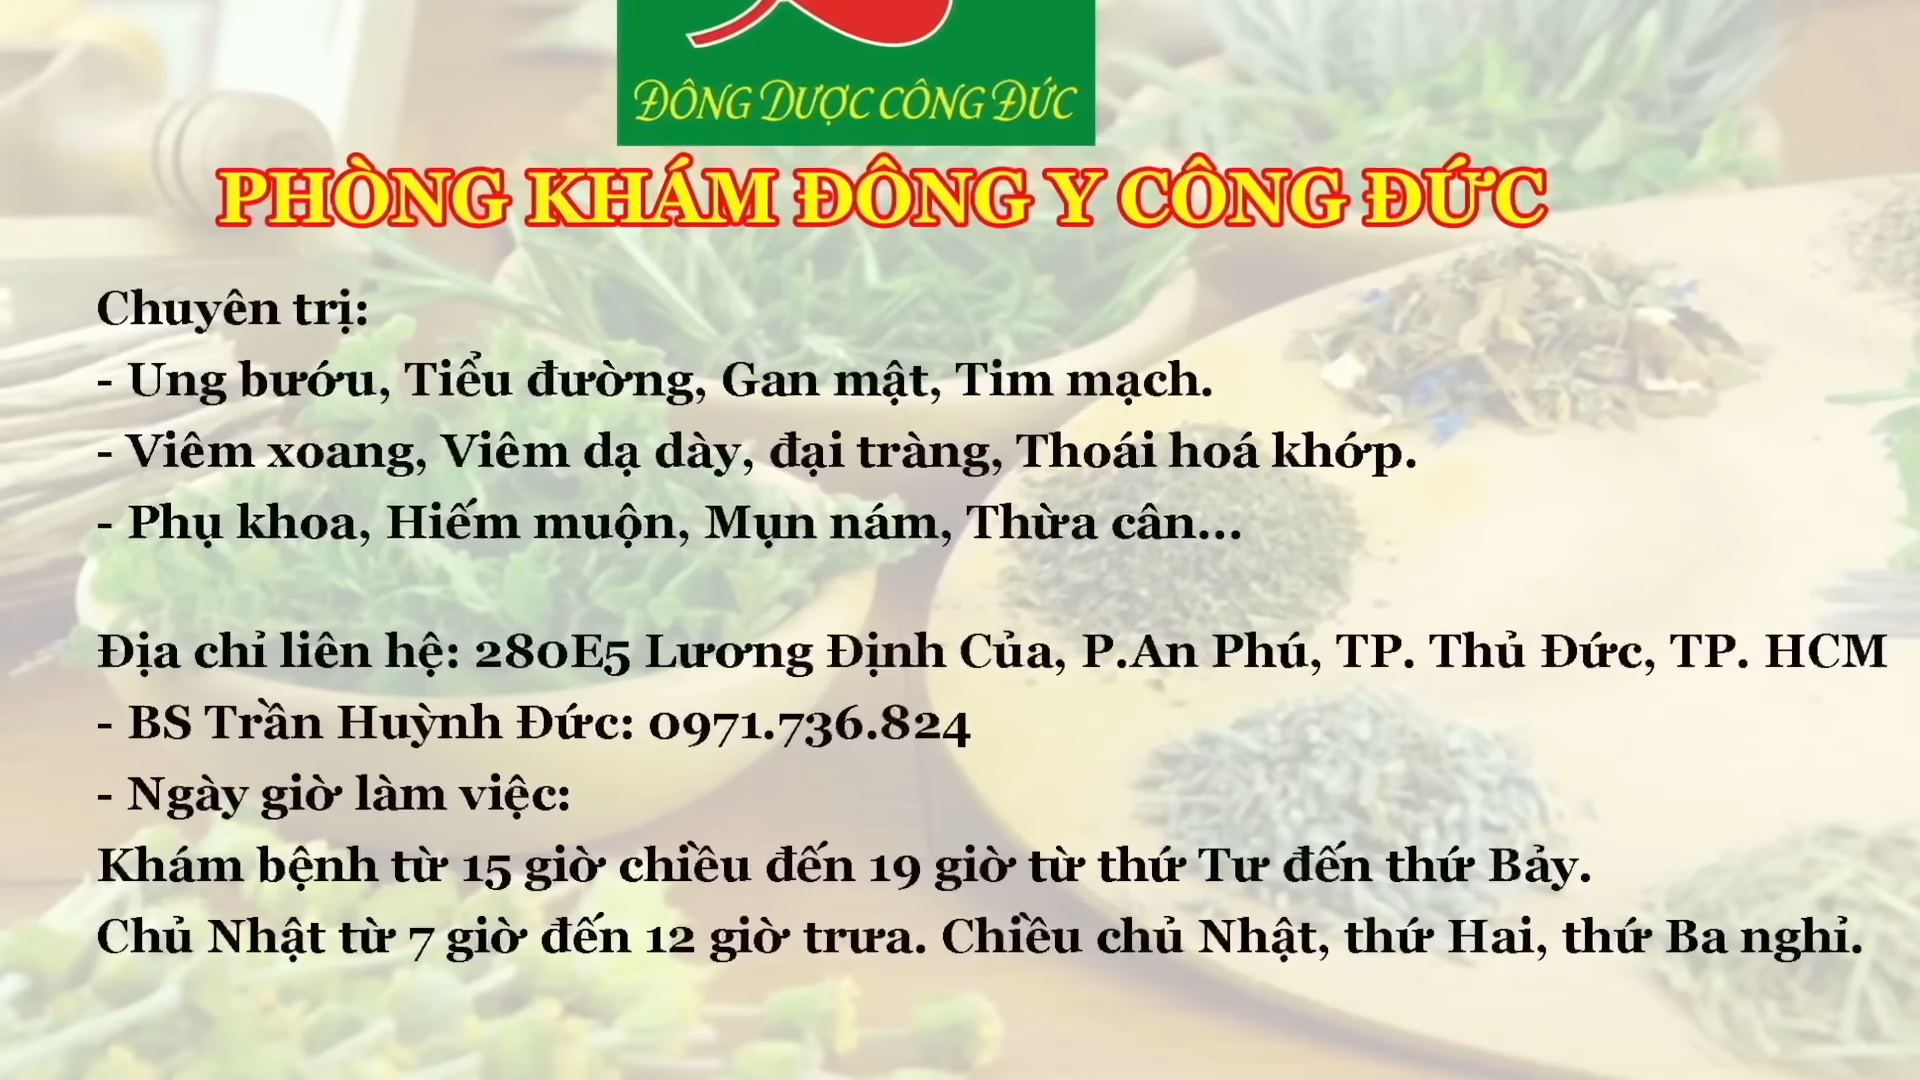 ĐÔNG DƯỢC CÔNG ĐỨC
PHÒNG KHÁM ĐÔNG Y CÔNG ĐỨC
Chuyên trị:
- Ung bướu, Tiểu đường, Gan mật, Tim mạch.
- Viêm xoang, Viêm dạ dày, đại tràng, Thoái hoá khớp.
- Phụ khoa, Hiếm muộn, Mụn nám, Thừa cân...
Địa chỉ liên hệ: 280E5 Lương Định Của, P.An Phú, TP. Thủ Đức, TP. HCM
- BS Trần Huỳnh Đức: 0971.736.824
- Ngày giờ làm việc:
Khám bệnh từ 15 giờ chiều đến 19 giờ từ thứ Tư đến thứ Bảy.
Chủ Nhật từ 7 giờ đến 12 giờ trưa. Chiều chủ Nhật, thứ Hai, thứ Ba nghỉ.